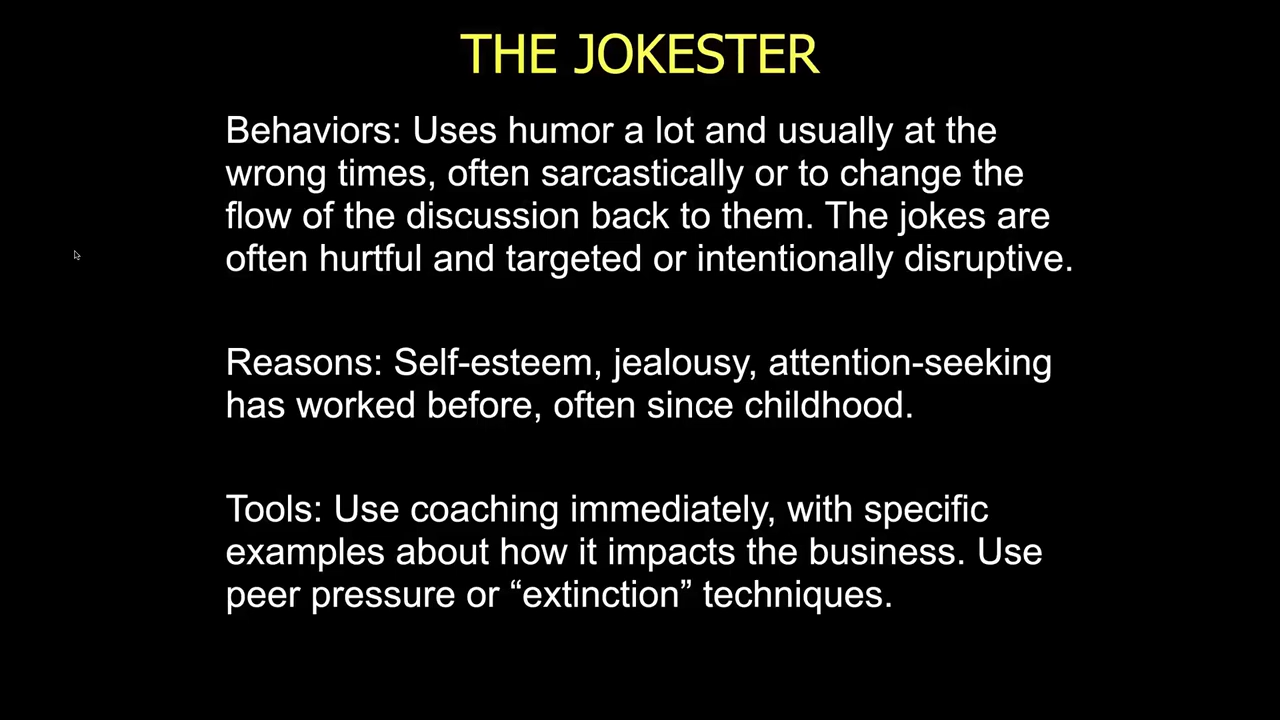 THE JOKESTER
Behaviors: Uses humor a lot and usually at the
wrong times, often sarcastically or to change the
flow of the discussion back to them. The jokes are
often hurtful and targeted or intentionally disruptive.
Reasons: Self-esteem, jealousy, attention-seeking
has worked before, often since childhood.
Tools: Use coaching immediately, with specific
examples about how it impacts the business. Use
peer pressure or “extinction” techniques.